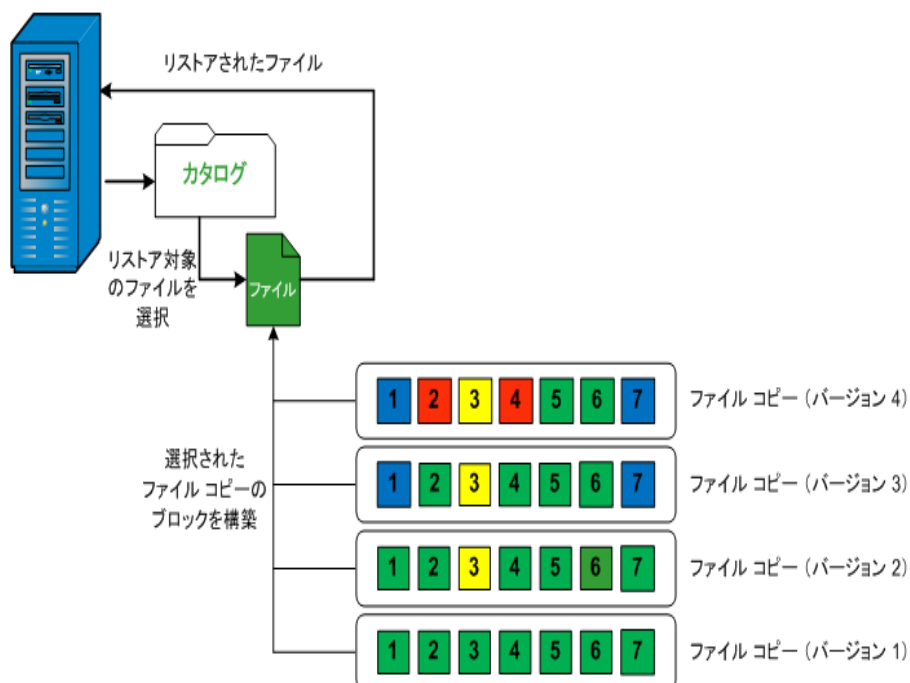 リストアされたファイル
カタログ
リストア対象
のファイルを
選択
ファイル
1 2 3 4 5 6 7
ファイル コピー (バージョン 4)
選択された
ファイル コピーの
ブロックを構築
1 2 3 4 5 6 7
ファイル コピー (バージョン 3)
1 2 3 4 5 6 7
ファイル コピー (バージョン 2)
1 2 3 4 5 6 7
ファイル コピー (バージョン 1)